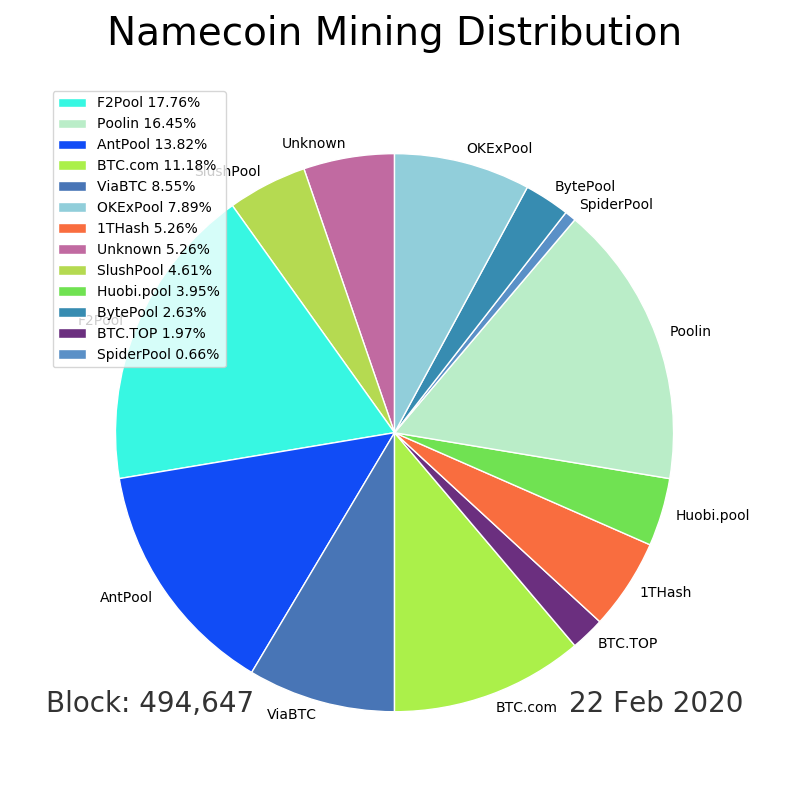 Namecoin Mining Distribution
F2Pool 17.76%
Poolin 16.45%
AntPool 13.82%
BTC.com 11.18%
ViaBTC 8.55%
OKExPool 7.89%
1THash 5.26%
Unknown 5.26%
SlushPool 4.61%
Huobi.pool 3.95%
BytePool 2.63%
BTC.TOP 1.97%
SpiderPool 0.66%
Unknown
OKExPool
SlushPool
BytePool
SpiderPool
F2Pool
Poolin
Huobi.pool
1THash
AntPool
BTC.TOP
ViaBTC
BTC.com
Block: 494,647
22 Feb 2020